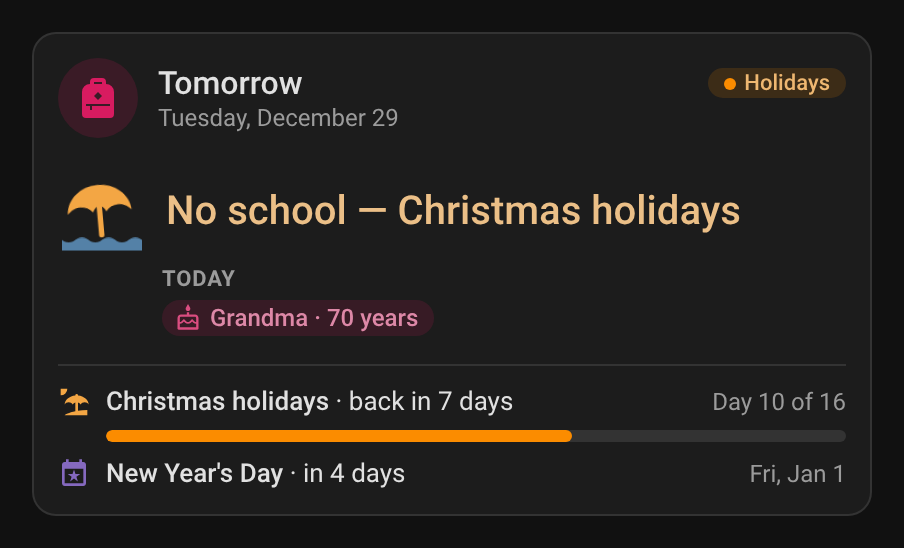 Tomorrow
Holidays
Tuesday, December 29
No school — Christmas holidays
TODAY
Grandma · 70 years
Christmas holidays · back in 7 days
Day 10 of 16
New Year's Day · in 4 days
Fri, Jan 1